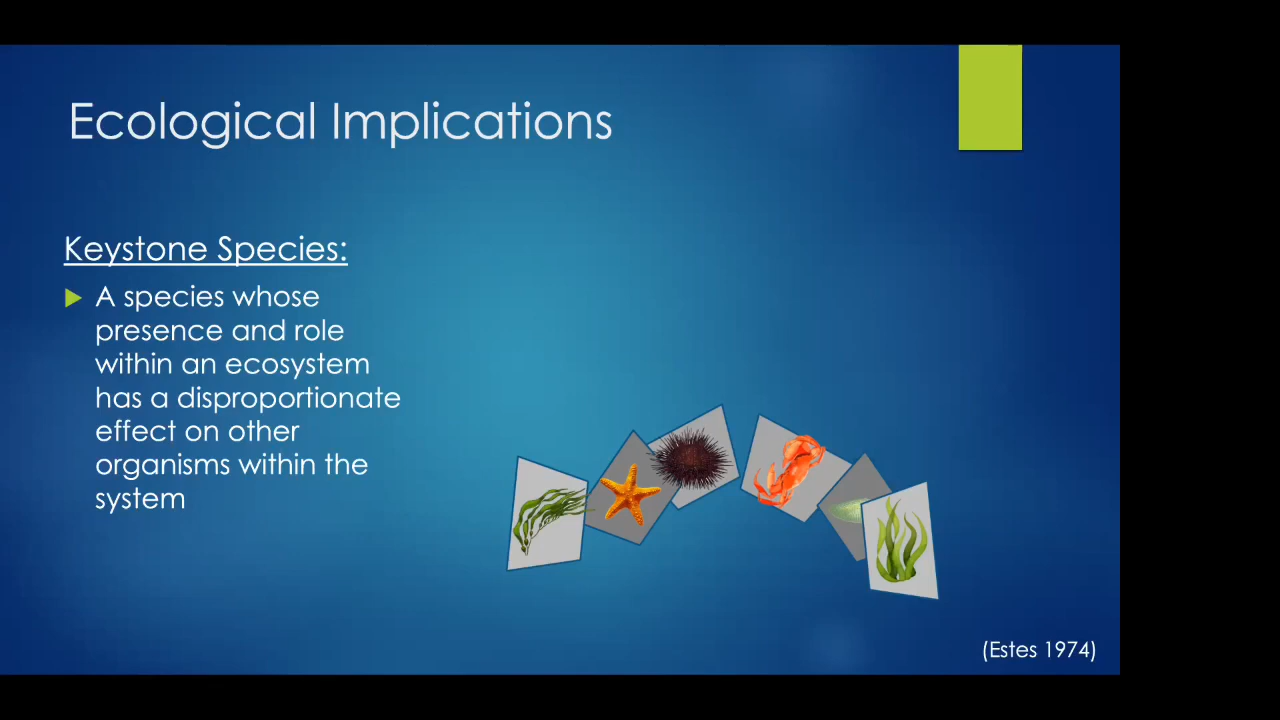 Ecological Implications
Keystone Species:
A species whose
presence and role
within an ecosystem
has a disproportionate
effect on other
organisms within the
system
(Estes 1974)